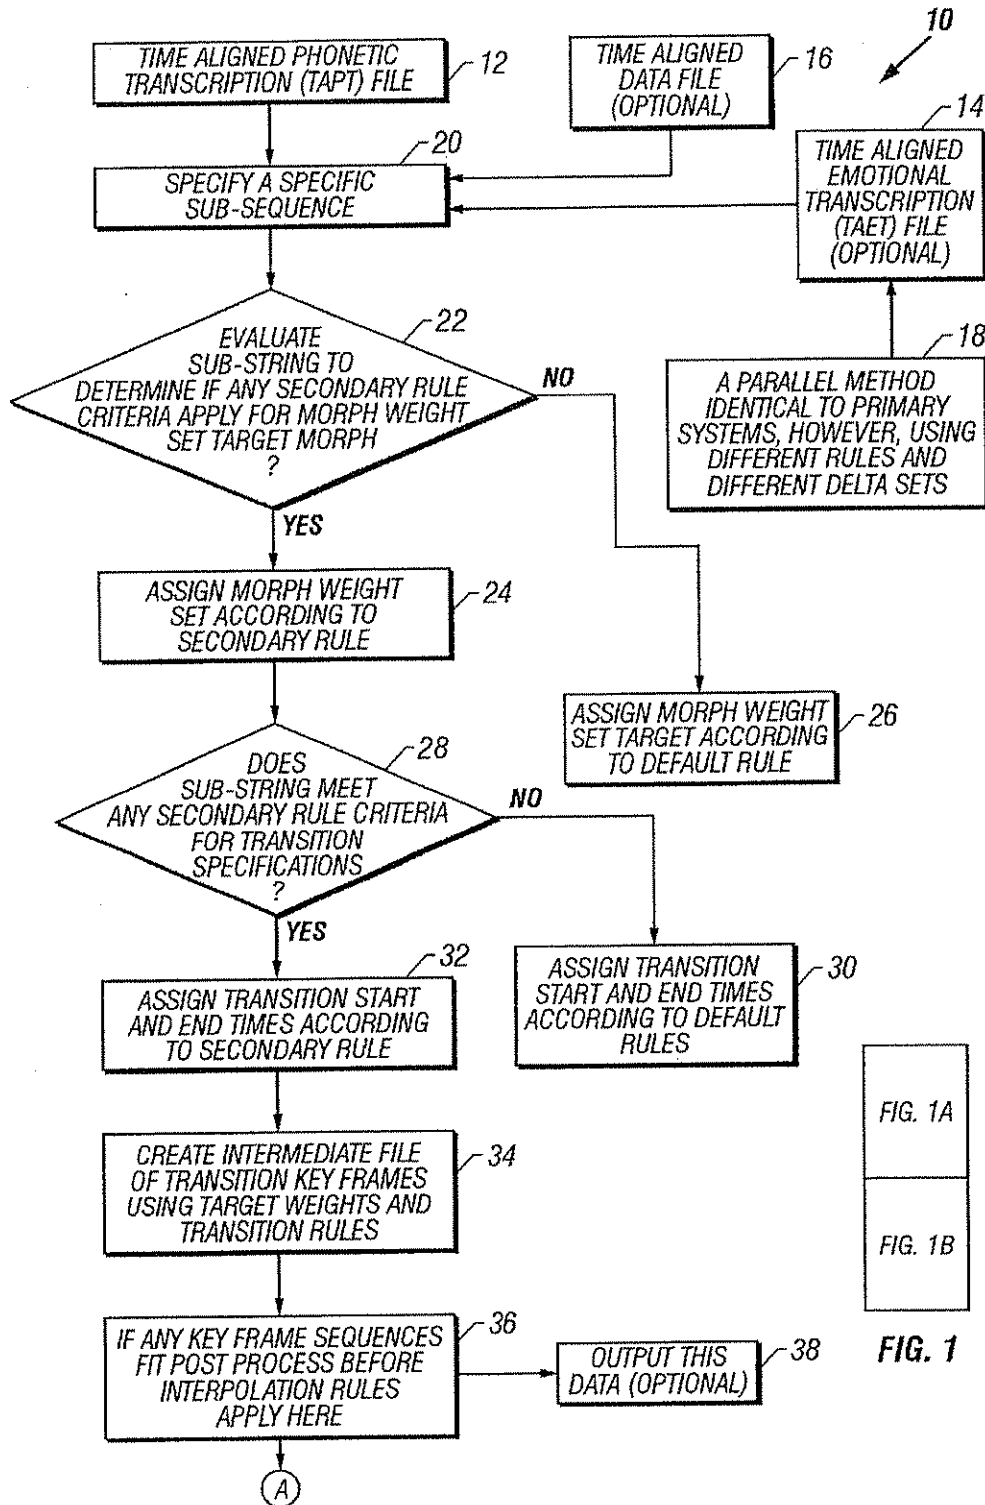 10
TIME ALIGNED PHONETIC
TRANSCRIPTION (TAPT) FILE
12
TIME ALIGNED
DATA FILE
(OPTIONAL)
16
14
TIME ALIGNED
EMOTIONAL
TRANSCRIPTION
(TAET) FILE
(OPTIONAL)
20
SPECIFY A SPECIFIC
SUB-SEQUENCE
18
A PARALLEL METHOD
IDENTICAL TO PRIMARY
SYSTEMS, HOWEVER, USING
DIFFERENT RULES AND
DIFFERENT DELTA SETS
22
EVALUATE
SUB-STRING TO
DETERMINE IF ANY SECONDARY RULE
CRITERIA APPLY FOR MORPH WEIGHT
SET TARGET MORPH
?
NO
YES
ASSIGN MORPH WEIGHT
SET ACCORDING TO
SECONDARY RULE
24
ASSIGN MORPH WEIGHT
SET TARGET ACCORDING
TO DEFAULT RULE
26
28
DOES
SUB-STRING MEET
ANY SECONDARY RULE CRITERIA
FOR TRANSITION
SPECIFICATIONS
?
NO
YES
32
ASSIGN TRANSITION START
AND END TIMES ACCORDING
TO SECONDARY RULE
ASSIGN TRANSITION
START AND END TIMES
ACCORDING TO DEFAULT
RULES
30
CREATE INTERMEDIATE FILE
OF TRANSITION KEY FRAMES
USING TARGET WEIGHTS AND
TRANSITION RULES
34
FIG. 1A
FIG. 1B
FIG. 1
IF ANY KEY FRAME SEQUENCES
FIT POST PROCESS BEFORE
INTERPOLATION RULES
APPLY HERE
36
OUTPUT THIS
DATA (OPTIONAL)
38
A